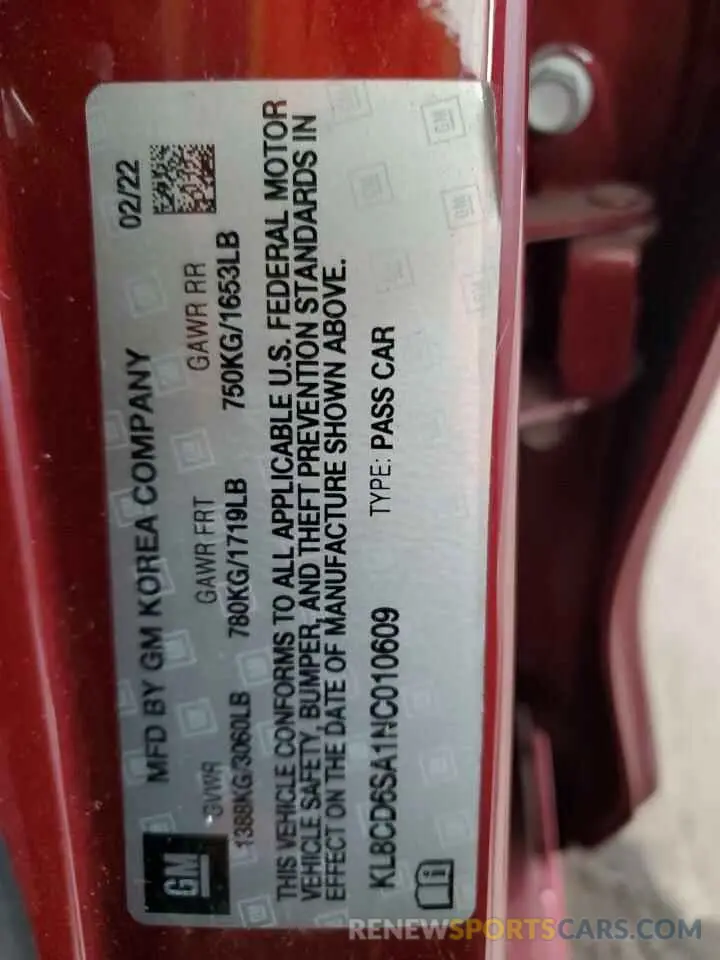 MFD BY GM KOREA COMPANY 02/22
GVWR GAWR FRT GAWR RR
1388KG/3060LB 780KG/1719LB 750KG/1653LB
THIS VEHICLE CONFORMS TO ALL APPLICABLE U.S. FEDERAL MOTOR
VEHICLE SAFETY, BUMPER, AND THEFT PREVENTION STANDARDS IN
EFFECT ON THE DATE OF MANUFACTURE SHOWN ABOVE.
KL8CD6SA1NC010609 TYPE: PASS CAR
GM
RENEWSPORTSCARS.COM